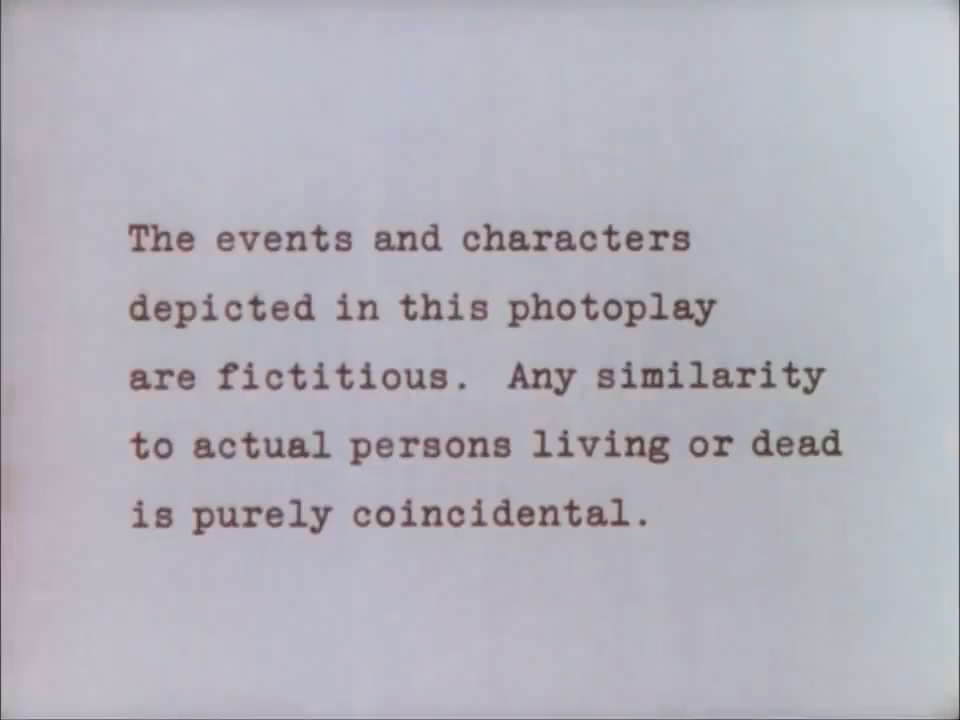 The events and characters
depicted in this photoplay
are fictitious.  Any similarity
to actual persons living or dead
is purely coincidental.